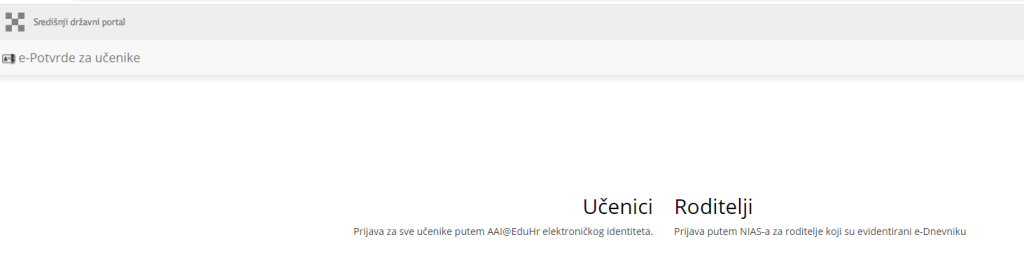 Središnji državni portal
e-Potvrde za učenike
Učenici
Prijava za sve učenike putem AAI@EduHr elektroničkog identiteta.
Roditelji
Prijava putem NIAS-a za roditelje koji su evidentirani e-Dnevniku